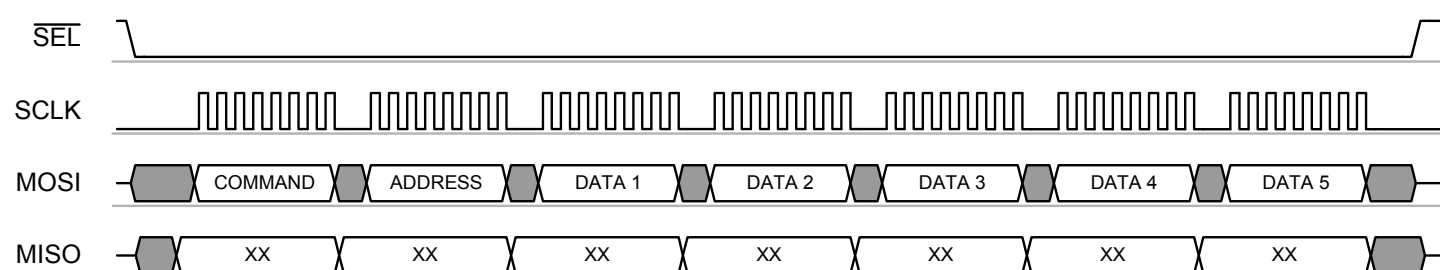 SEL
SCLK
MOSI COMMAND ADDRESS DATA 1 DATA 2 DATA 3 DATA 4 DATA 5
MISO XX XX XX XX XX XX XX